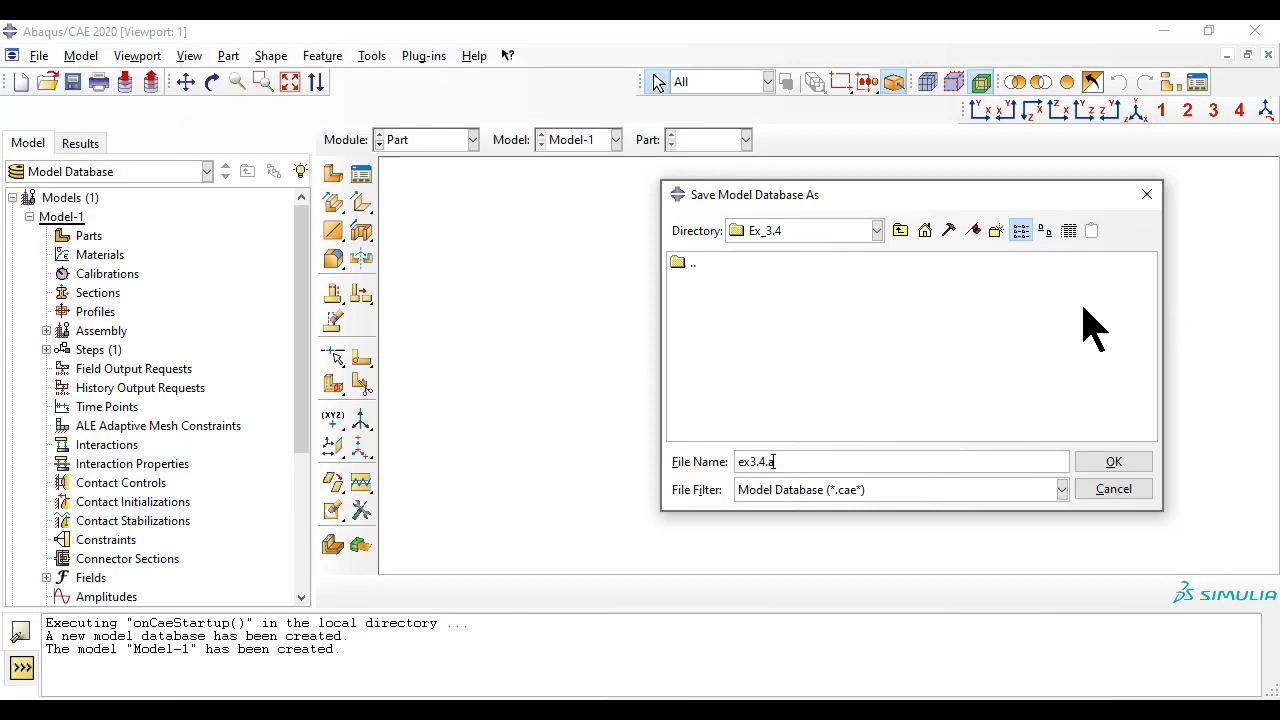 Abaqus/CAE 2020 [Viewport: 1]
File Model Viewport View Part Shape Feature Tools Plug-ins Help
All
1 2 3 4
Model Results
Module: Part Model: Model-1 Part:
Model Database
Models (1)
Model-1
Parts
Materials
Calibrations
Sections
Profiles
Assembly
Steps (1)
Field Output Requests
History Output Requests
Time Points
ALE Adaptive Mesh Constraints
Interactions
Interaction Properties
Contact Controls
Contact Initializations
Contact Stabilizations
Constraints
Connector Sections
Fields
Amplitudes
(XYZ)
Save Model Database As
Directory: Ex_3.4
..
File Name: ex3.4.a
OK
File Filter: Model Database (*.cae*)
Cancel
SIMULIA
Executing "onCaeStartup()" in the local directory ...
A new model database has been created.
The model "Model-1" has been created.
>>>